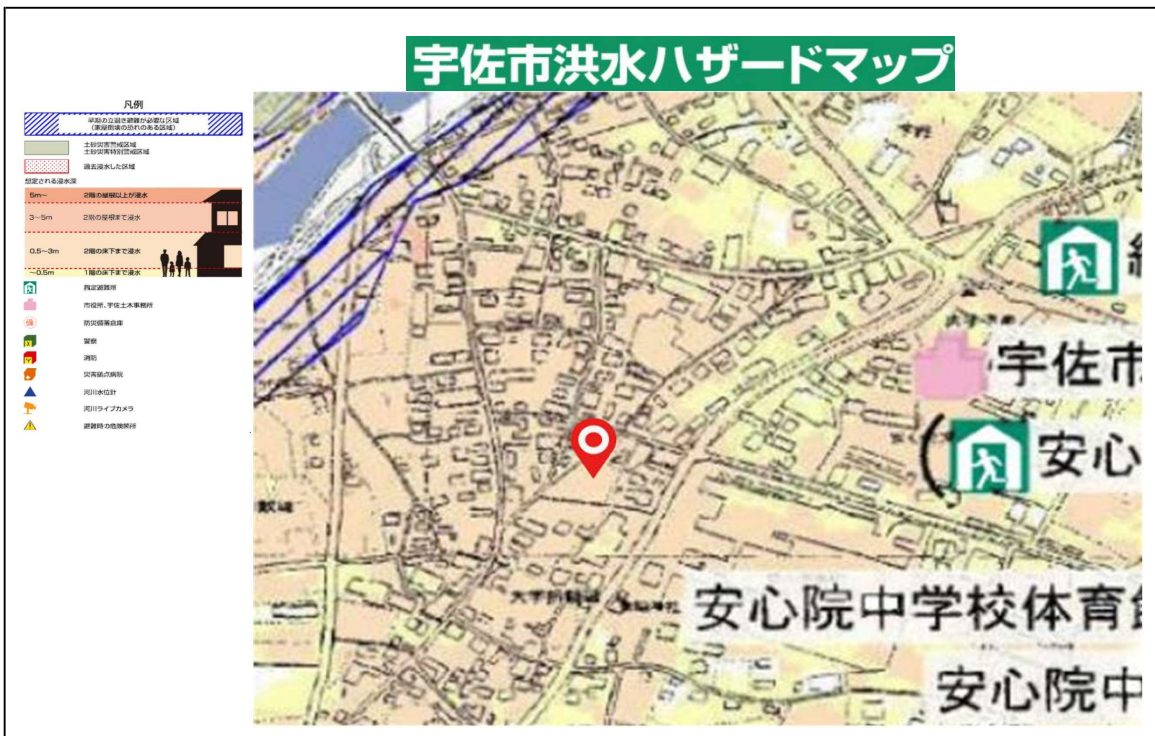 宇佐市洪水ハザードマップ
凡例
早期の立退き避難が必要な区域
(家屋倒壊の恐れのある区域)
土砂災害警戒区域
土砂災害特別警戒区域
過去浸水した区域
想定される浸水深
5m~ 2階の屋根以上が浸水
3~5m 2階の屋根まで浸水
0.5~3m 2階の床下まで浸水
~0.5m 1階の床下まで浸水
指定避難所
市役所、宇佐土木事務所
防災備蓄倉庫
警察
消防
災害拠点病院
河川水位計
河川ライブカメラ
避難時の危険箇所
宇佐市
(安心
安心院中学校体育館
安心院中